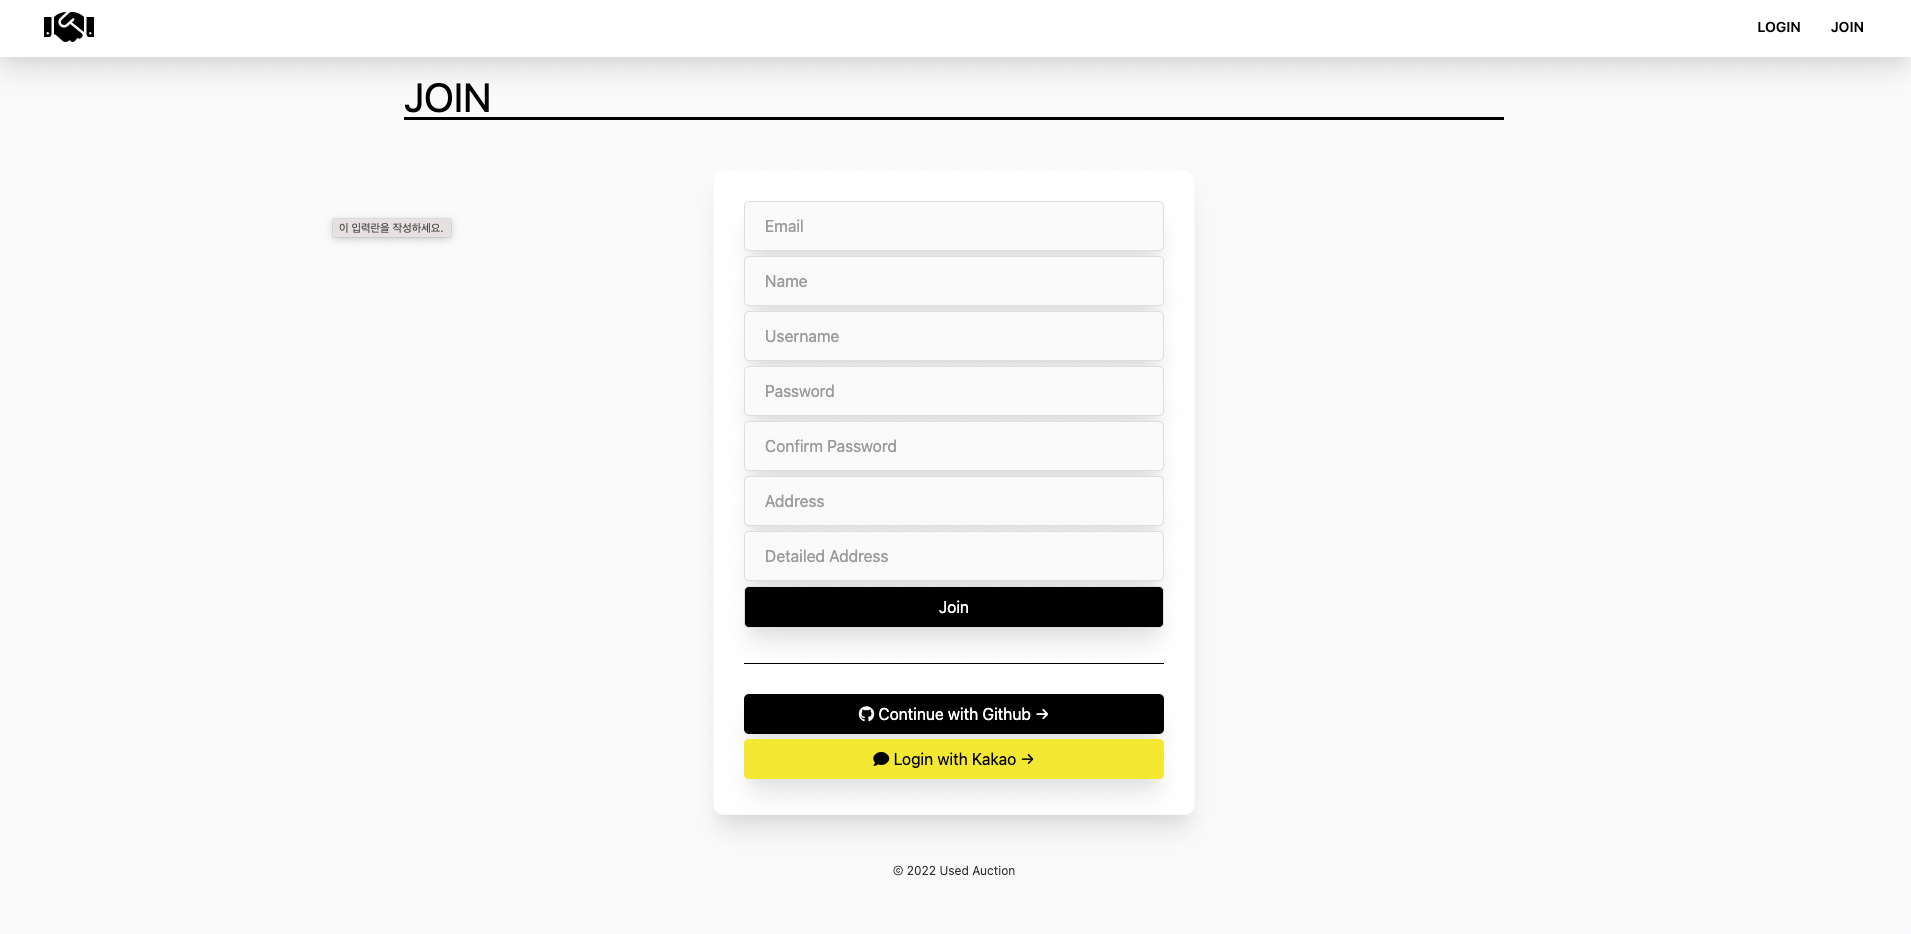 LOGIN JOIN
JOIN
이 입력란을 작성하세요.
Email
Name
Username
Password
Confirm Password
Address
Detailed Address
Join
Continue with Github →
Login with Kakao →
© 2022 Used Auction